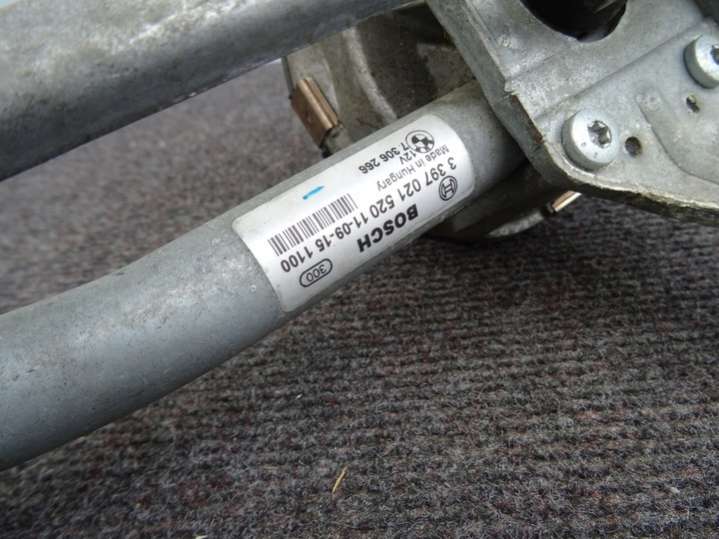 BOSCH
3 397 021 520 11-09-15 1100
Made in Hungary
12V
7 306 266
300